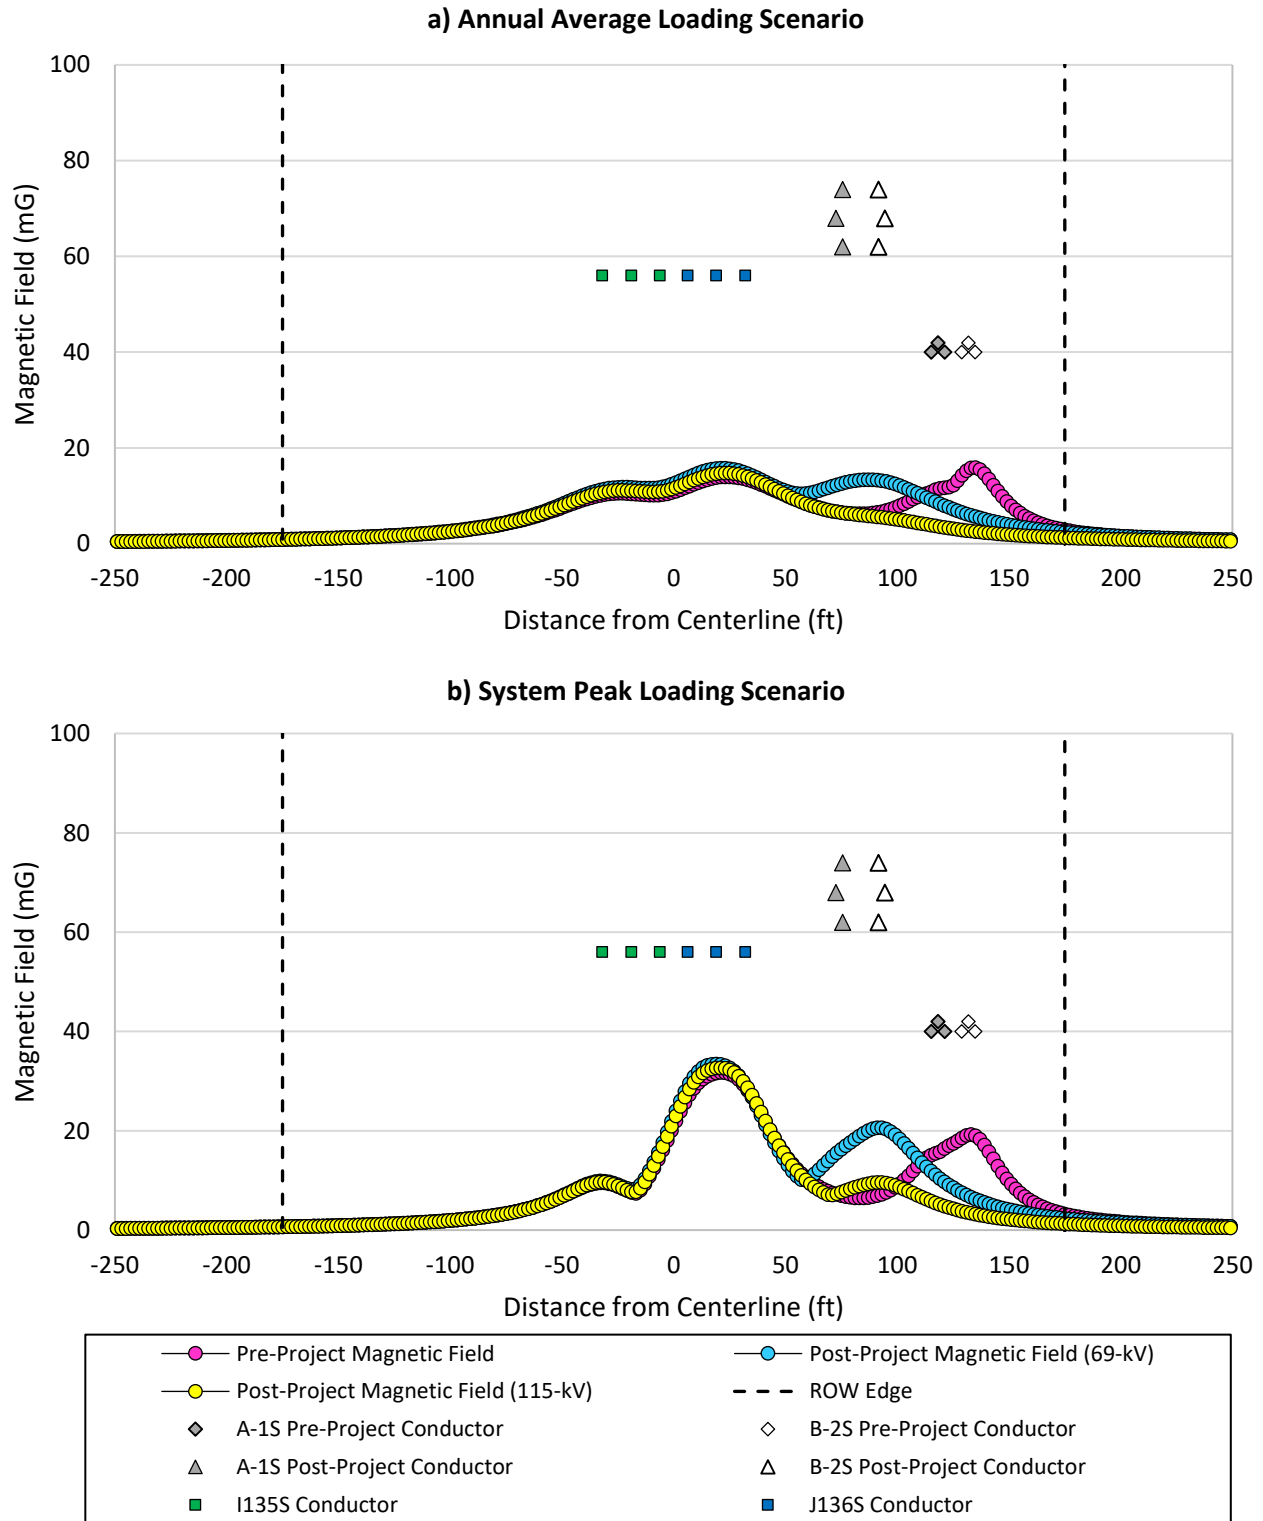 a) Annual Average Loading Scenario
100
80
60
40
20
0
Magnetic Field (mG)
-250 -200 -150 -100 -50 0 50 100 150 200 250
Distance from Centerline (ft)
b) System Peak Loading Scenario
100
80
60
40
20
0
Magnetic Field (mG)
-250 -200 -150 -100 -50 0 50 100 150 200 250
Distance from Centerline (ft)
Pre-Project Magnetic Field Post-Project Magnetic Field (69-kV)
Post-Project Magnetic Field (115-kV) ROW Edge
A-1S Pre-Project Conductor B-2S Pre-Project Conductor
A-1S Post-Project Conductor B-2S Post-Project Conductor
I135S Conductor J136S Conductor